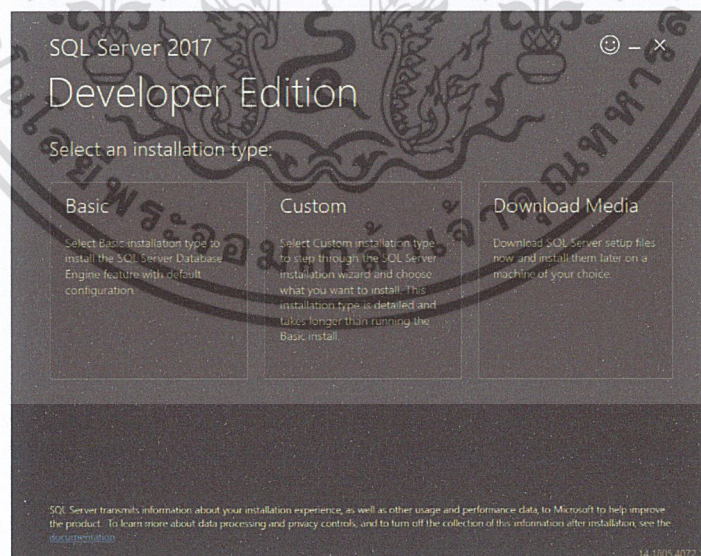 SQL Server 2017
Developer Edition
Select an installation type:
Basic
Select Basic installation type to
install the SQL Server Database
Engine feature with default
configuration.
Custom
Select Custom installation type
to step through the SQL Server
installation wizard and choose
what you want to install. This
installation type is detailed and
takes longer than running the
Basic install.
Download Media
Download SQL Server setup files
now and install them later on a
machine of your choice.
SQL Server transmits information about your installation experience, as well as other usage and performance data, to Microsoft to help improve
the product. To learn more about data processing and privacy controls, and to turn off the collection of this information after installation, see the
documentation
14.1805.4072